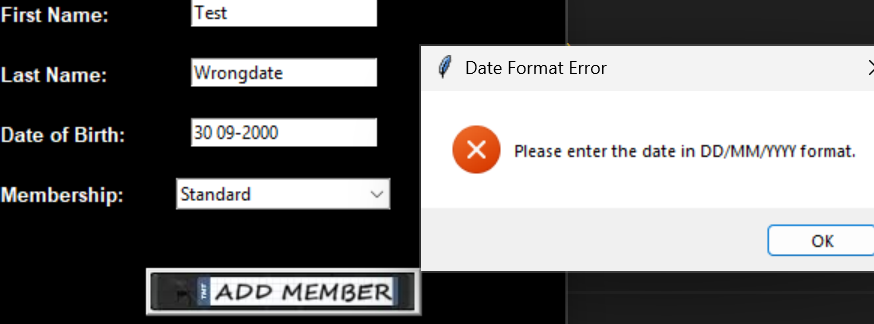 First Name: Test
Last Name: Wrongdate
Date of Birth: 30 09-2000
Membership: Standard
TMT ADD MEMBER
Date Format Error
Please enter the date in DD/MM/YYYY format.
OK